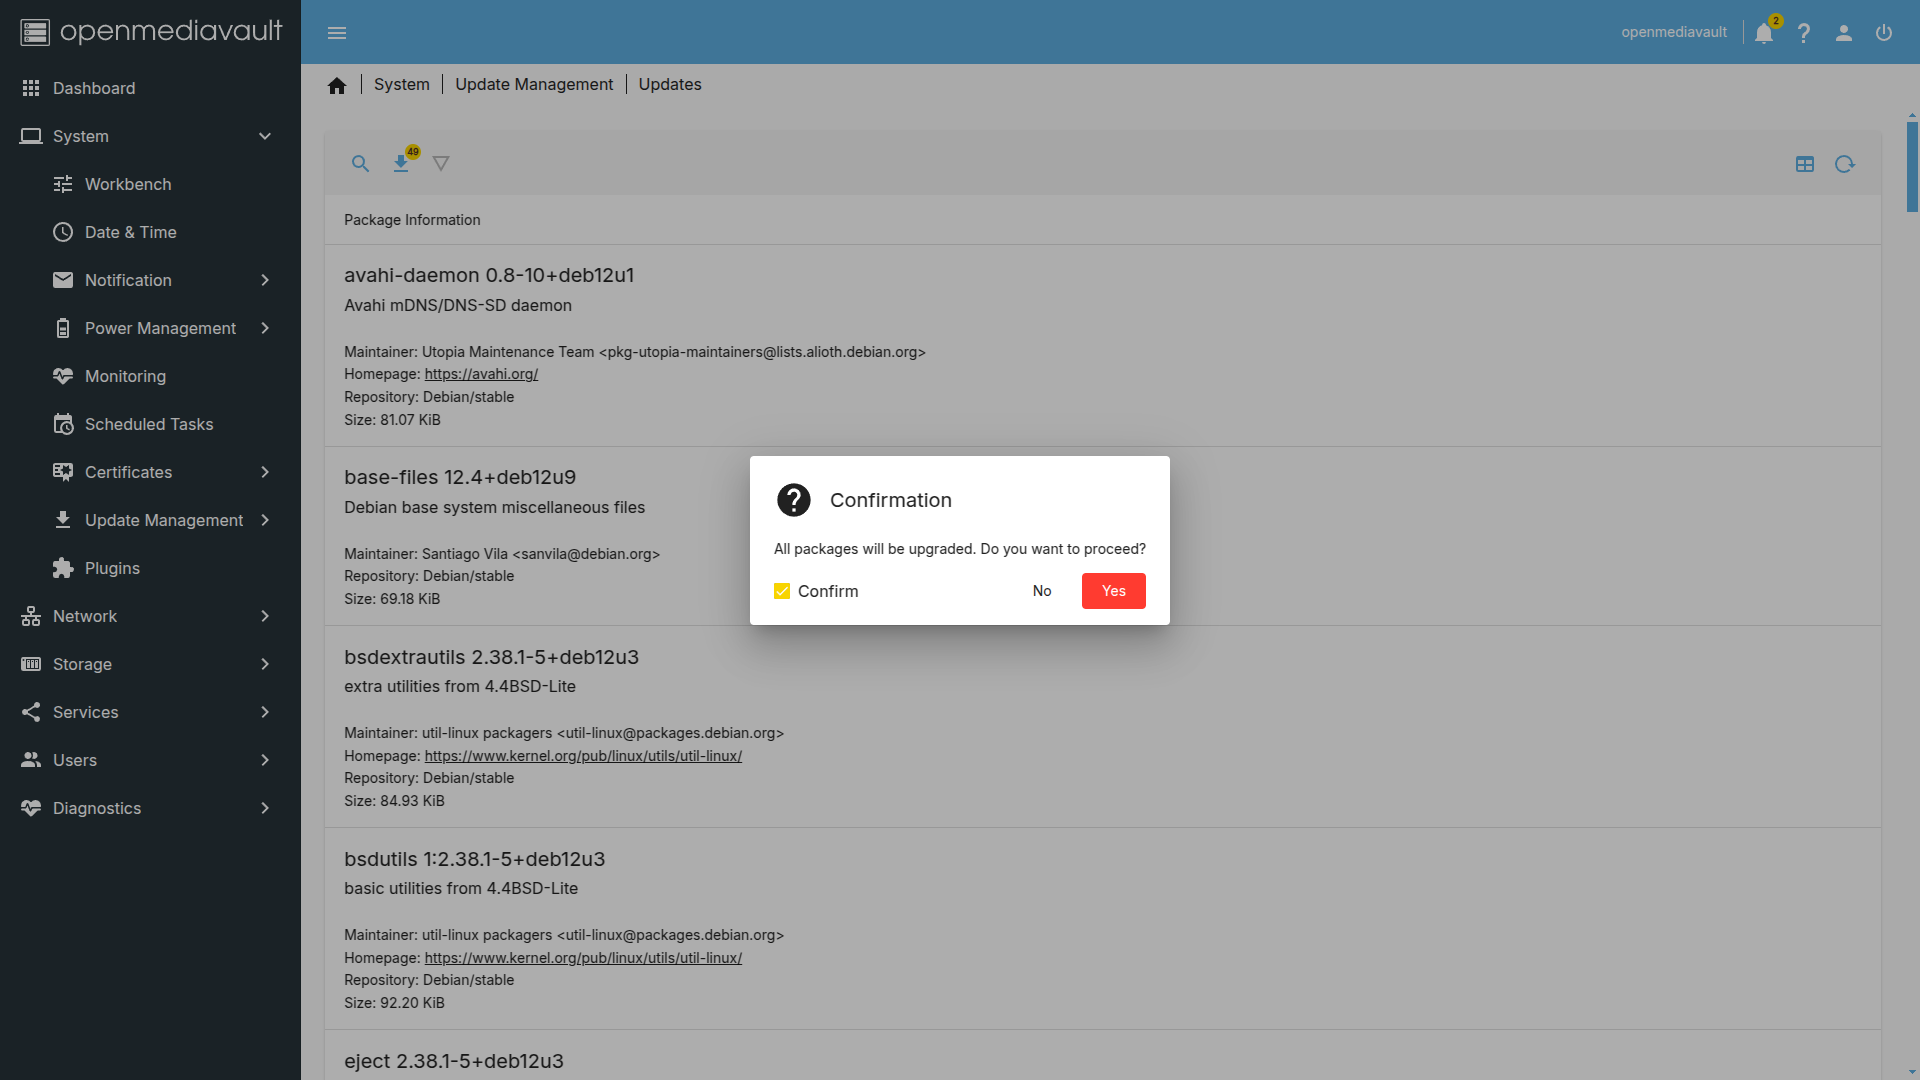 openmediavault
openmediavault
2
Dashboard
System
Workbench
Date & Time
Notification
Power Management
Monitoring
Scheduled Tasks
Certificates
Update Management
Plugins
Network
Storage
Services
Users
Diagnostics
System | Update Management | Updates
49
Package Information
avahi-daemon 0.8-10+deb12u1
Avahi mDNS/DNS-SD daemon
Maintainer: Utopia Maintenance Team <pkg-utopia-maintainers@lists.alioth.debian.org>
Homepage: https://avahi.org/
Repository: Debian/stable
Size: 81.07 KiB
base-files 12.4+deb12u9
Debian base system miscellaneous files
Maintainer: Santiago Vila <sanvila@debian.org>
Repository: Debian/stable
Size: 69.18 KiB
Confirmation
All packages will be upgraded. Do you want to proceed?
Confirm
No
Yes
bsdextrautils 2.38.1-5+deb12u3
extra utilities from 4.4BSD-Lite
Maintainer: util-linux packagers <util-linux@packages.debian.org>
Homepage: https://www.kernel.org/pub/linux/utils/util-linux/
Repository: Debian/stable
Size: 84.93 KiB
bsdutils 1:2.38.1-5+deb12u3
basic utilities from 4.4BSD-Lite
Maintainer: util-linux packagers <util-linux@packages.debian.org>
Homepage: https://www.kernel.org/pub/linux/utils/util-linux/
Repository: Debian/stable
Size: 92.20 KiB
eject 2.38.1-5+deb12u3